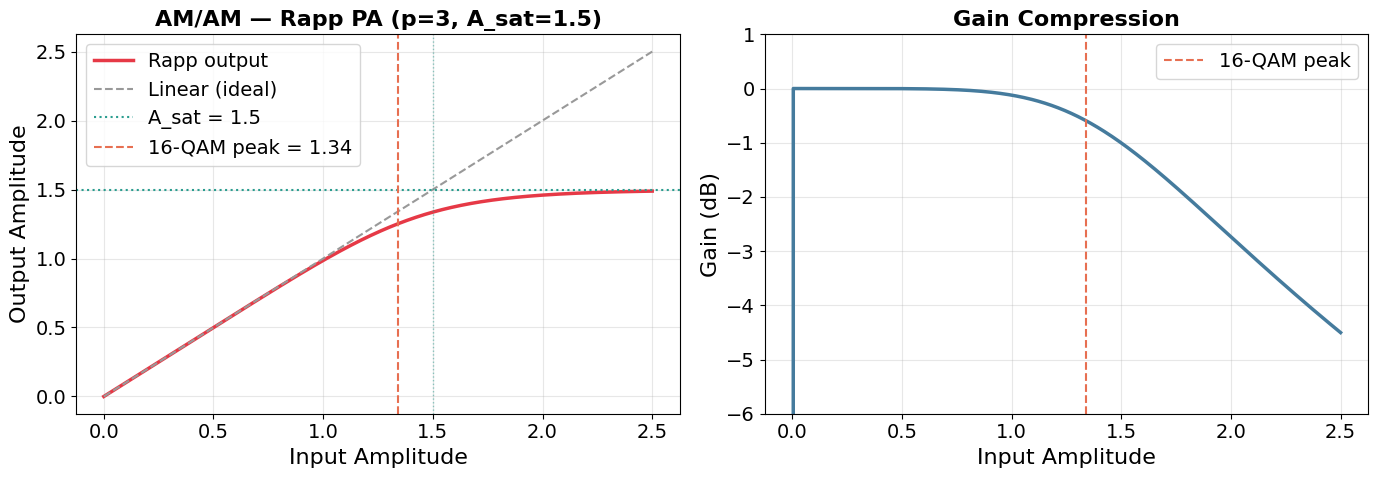 AM/AM — Rapp PA (p=3, A_sat=1.5)
Rapp output
Linear (ideal)
A_sat = 1.5
16-QAM peak = 1.34
2.5
2.0
1.5
1.0
0.5
0.0
Output Amplitude
0.0 0.5 1.0 1.5 2.0 2.5
Input Amplitude
Gain Compression
16-QAM peak
1
0
−1
−2
−3
−4
−5
−6
Gain (dB)
0.0 0.5 1.0 1.5 2.0 2.5
Input Amplitude